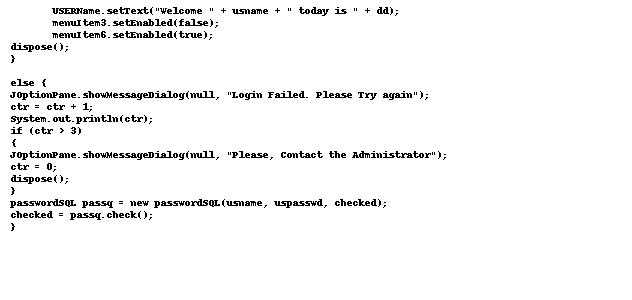 USERName.setText("Welcome " + usname + " today is " + dd);
menuItem3.setEnabled(false);
menuItem6.setEnabled(true);
dispose();
}
else {
JOptionPane.showMessageDialog(null, "Login Failed. Please Try again");
ctr = ctr + 1;
System.out.println(ctr);
if (ctr > 3)
{
JOptionPane.showMessageDialog(null, "Please, Contact the Administrator");
ctr = 0;
dispose();
}
passwordSQL passq = new passwordSQL(usname, uspasswd, checked);
checked = passq.check();
}